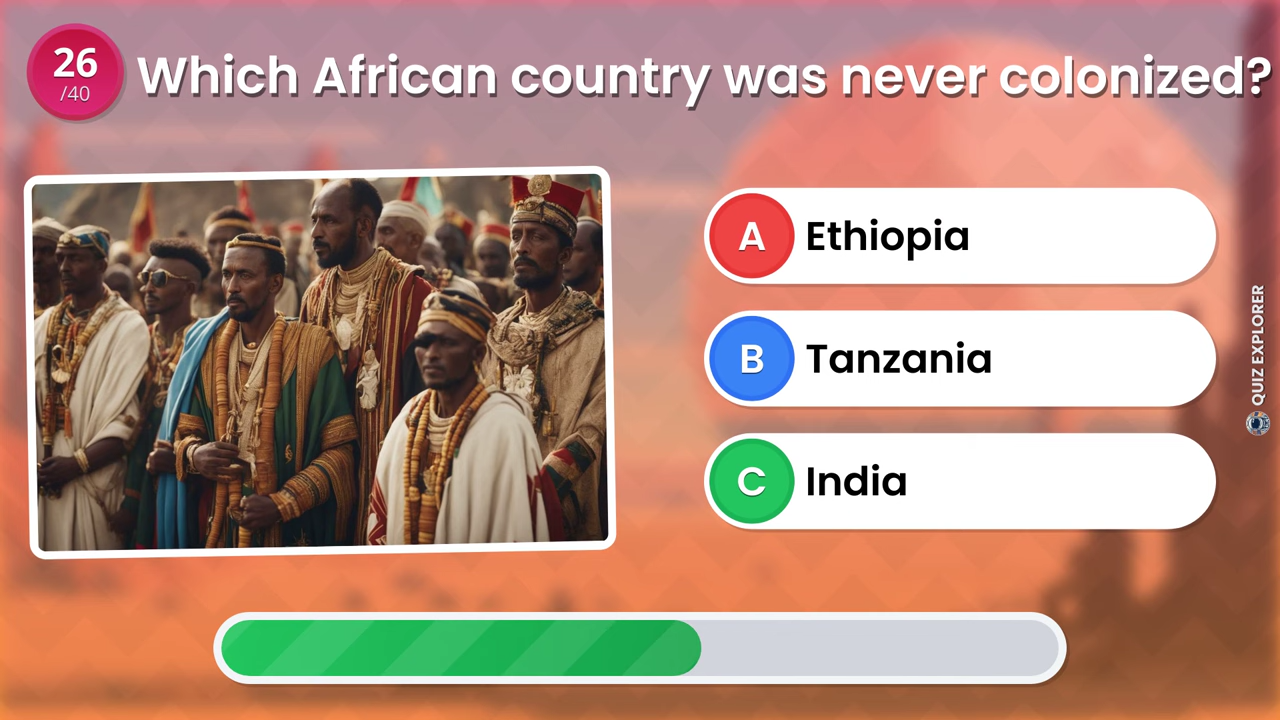 26
/40
Which African country was never colonized?
A
Ethiopia
B
Tanzania
C
India
QUIZ EXPLORER